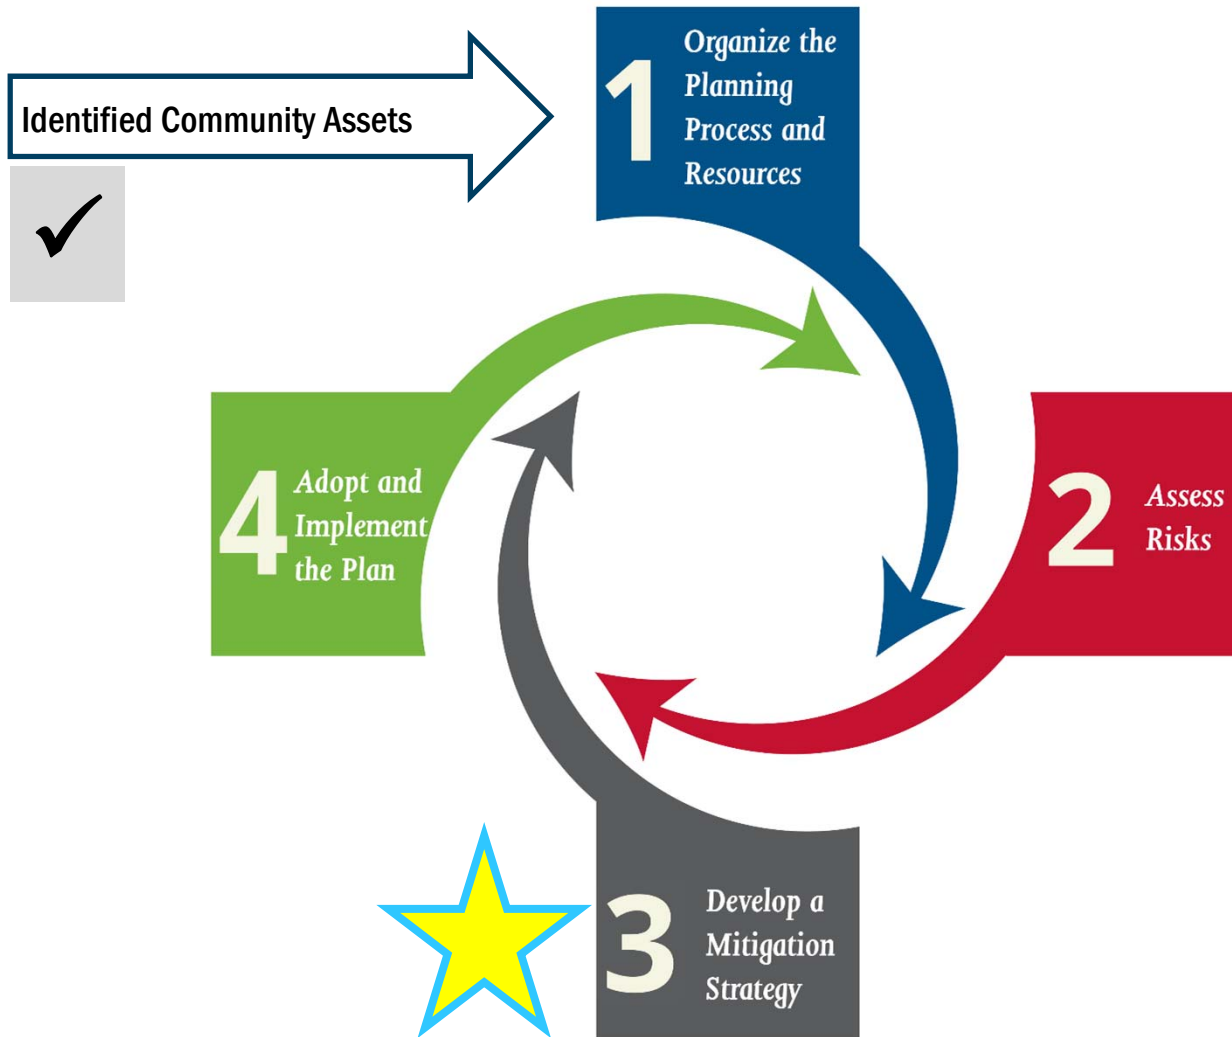 Identified Community Assets
✓
1
Organize the
Planning
Process and
Resources
2
Assess
Risks
3
Develop a
Mitigation
Strategy
4
Adopt and
Implement
the Plan